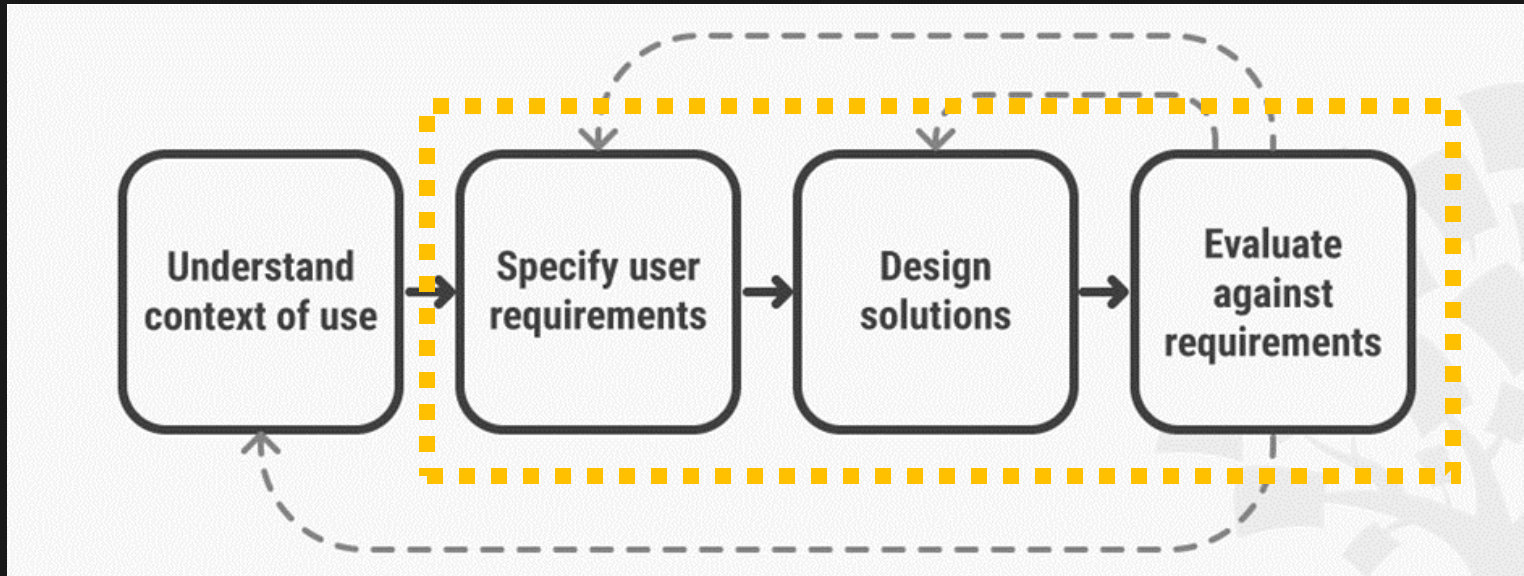 Understand
context of use
Specify user
requirements
Design
solutions
Evaluate
against
requirements